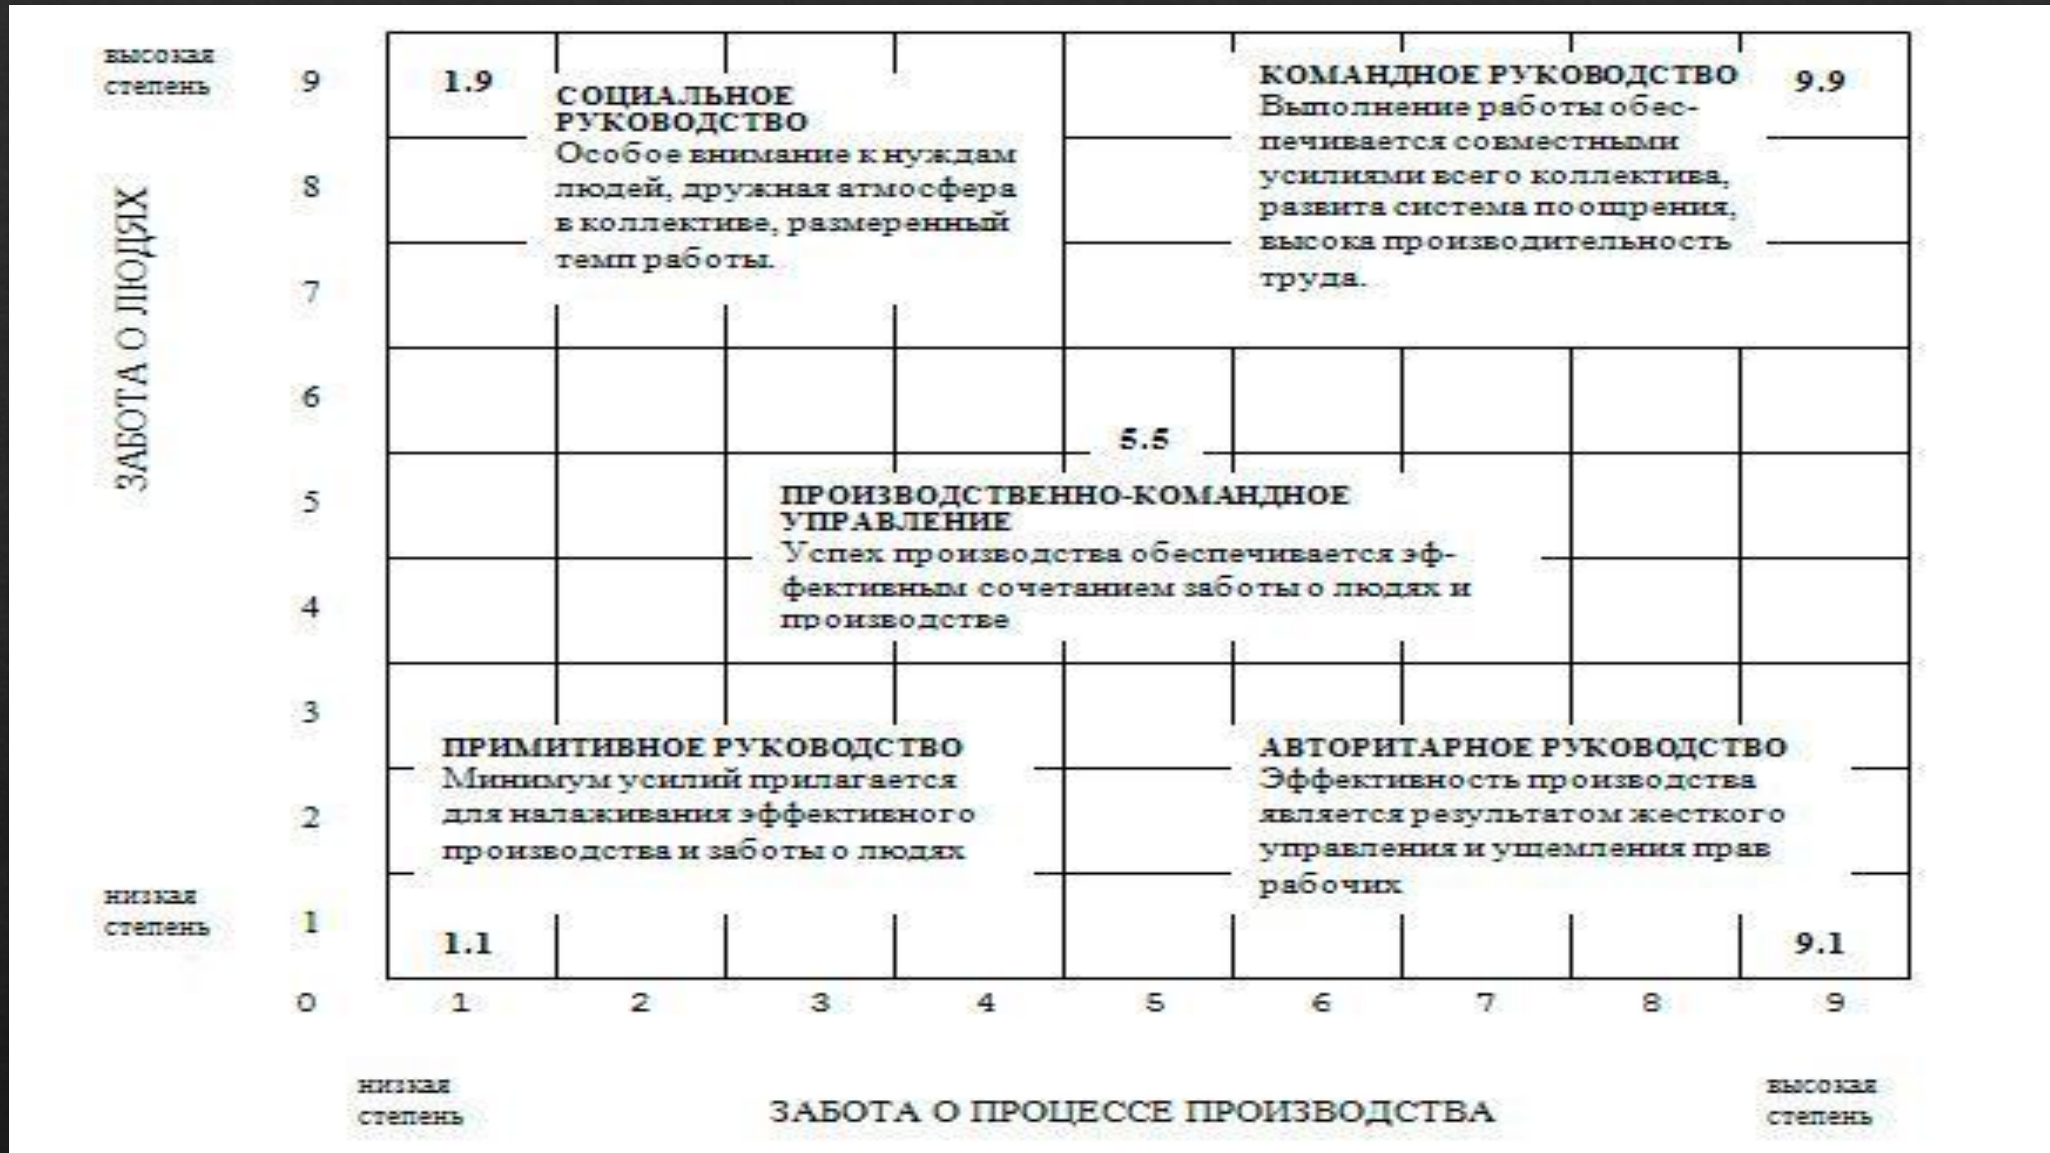 высокая
степень
9
1.9
СОЦИАЛЬНОЕ
РУКОВОДСТВО
Особое внимание к нуждам
людей, дружная атмосфера
в коллективе, размеренный
темп работы.
КОМАНДНОЕ РУКОВОДСТВО
9.9
Выполнение работы обес-
печивается совместными
усилиями всего коллектива,
развита система поощрения,
высока производительность
труда.
ЗАБОТА О ЛЮДЯХ
8
7
6
5
4
3
2
1
5.5
ПРОИЗВОДСТВЕННО-КОМАНДНОЕ
УПРАВЛЕНИЕ
Успех производства обеспечивается эф-
фективным сочетанием заботы о людях и
производстве
ПРИМИТИВНОЕ РУКОВОДСТВО
Минимум усилий прилагается
для налаживания эффективного
производства и заботы о людях
1.1
АВТОРИТАРНОЕ РУКОВОДСТВО
Эффективность производства
является результатом жесткого
управления и ущемления прав
рабочих
9.1
низкая
степень
0 1 2 3 4 5 6 7 8 9
низкая
степень
ЗАБОТА О ПРОЦЕССЕ ПРОИЗВОДСТВА
высокая
степень